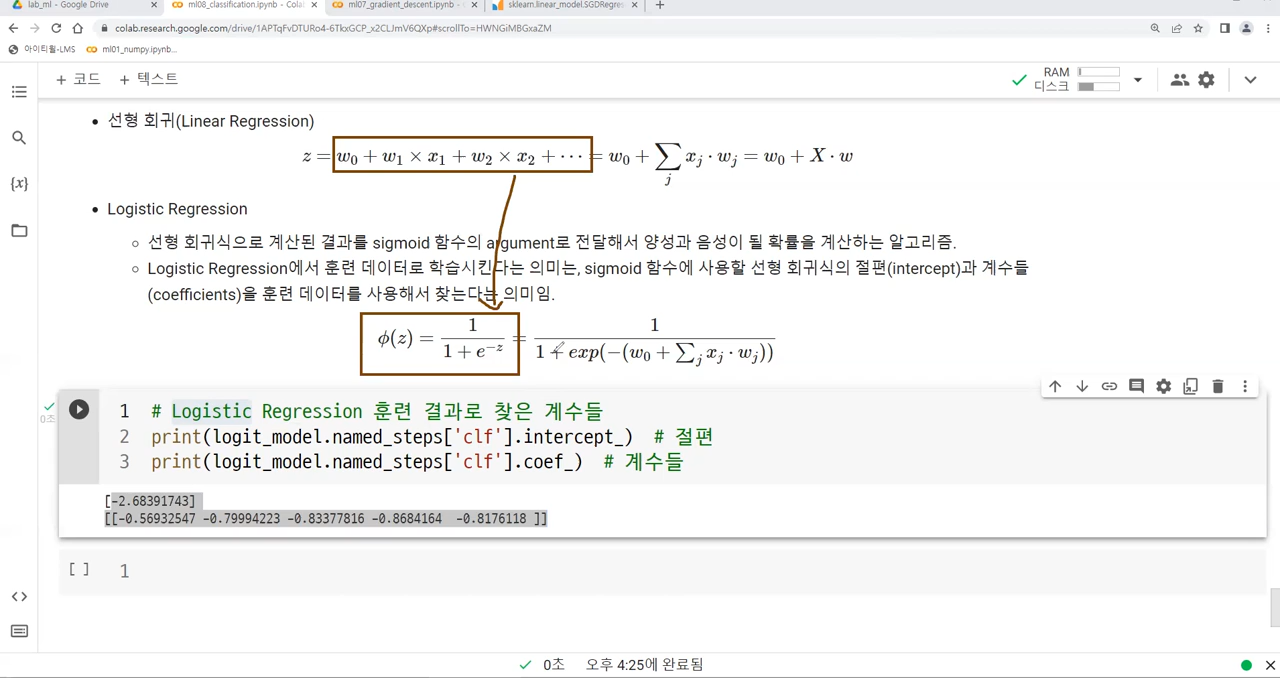 lab_ml - Google Drive
ml08_classification.ipynb - Colab
ml07_gradient_descent.ipynb - C
sklearn.linear_model.SGDRegres
colab.research.google.com/drive/1APTqFvDTURo4-6TkxGCP_x2CLJmV6QXp#scrollTo=HWNGiMBGxaZM
아이티윌-LMS
ml01_numpy.ipynb...
+ 코드 + 텍스트
RAM
디스크
• 선형 회귀(Linear Regression)
z = w₀ + w₁ × x₁ + w₂ × x₂ + ⋯ = w₀ + ∑_j x_j · w_j = w₀ + X · w
• Logistic Regression
◦ 선형 회귀식으로 계산된 결과를 sigmoid 함수의 argument로 전달해서 양성과 음성이 될 확률을 계산하는 알고리즘.
◦ Logistic Regression에서 훈련 데이터로 학습시킨다는 의미는, sigmoid 함수에 사용할 선형 회귀식의 절편(intercept)과 계수들
(coefficients)을 훈련 데이터를 사용해서 찾는다는 의미임.
ϕ(z) = 1 / (1 + e^(−z)) = 1 / (1 + exp(−(w₀ + ∑_j x_j · w_j)))
1 # Logistic Regression 훈련 결과로 찾은 계수들
2 print(logit_model.named_steps['clf'].intercept_) # 절편
3 print(logit_model.named_steps['clf'].coef_) # 계수들
0초
[-2.68391743]
[[-0.56932547 -0.79994223 -0.83377816 -0.8684164 -0.8176118 ]]
[ ] 1
0초 오후 4:25에 완료됨